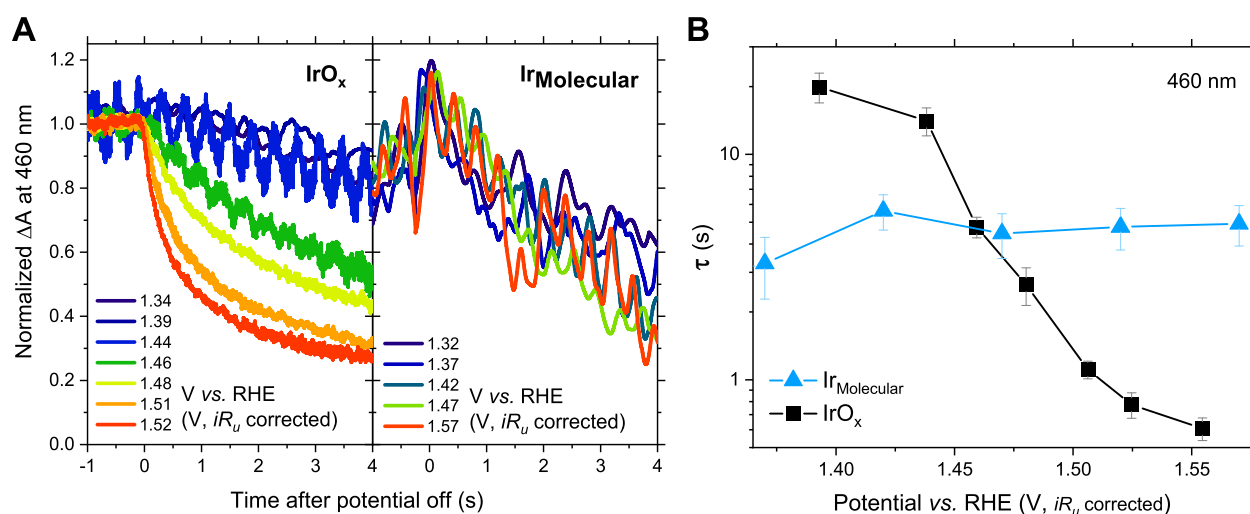 A
IrOx
IrMolecular
Normalized ΔA at 460 nm
1.2
1.0
0.8
0.6
0.4
0.2
0.0
1.34
1.39
1.44
1.46
1.48
1.51
1.52
V vs. RHE
(V, iRu corrected)
1.32
1.37
1.42
1.47
1.57
V vs. RHE
(V, iRu corrected)
-1 0 1 2 3 4 0 1 2 3 4
Time after potential off (s)
B
460 nm
τ (s)
10
1
IrMolecular
IrOx
1.40 1.45 1.50 1.55
Potential vs. RHE (V, iRu corrected)